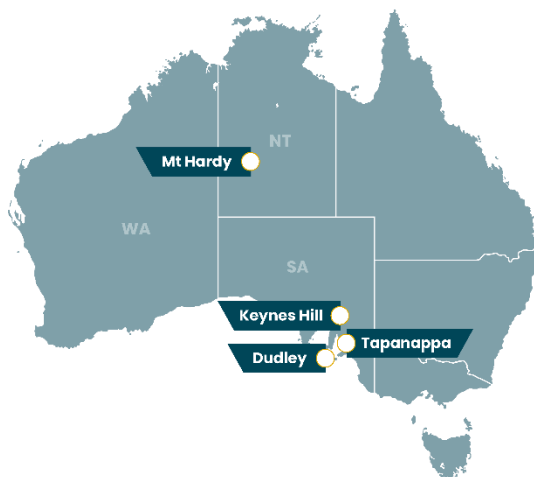 NT
Mt Hardy
WA
SA
Keynes Hill
Tapanappa
Dudley